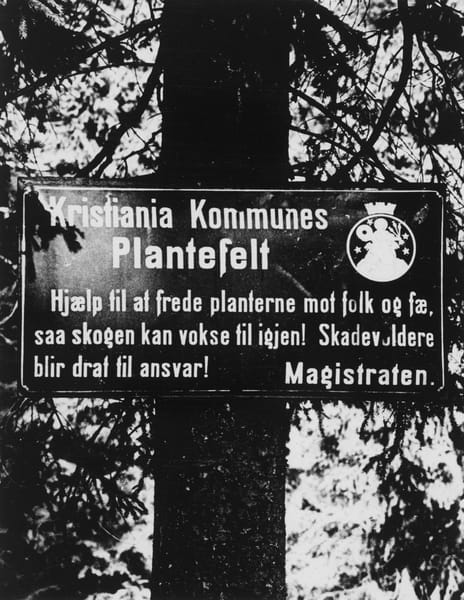 Kristiania Kommunes
Plantefelt
Hjælp til at frede planterne mot folk og fæ,
saa skogen kan vokse til igjen! Skadevoldere
blir drat til ansvar!
Magistraten.